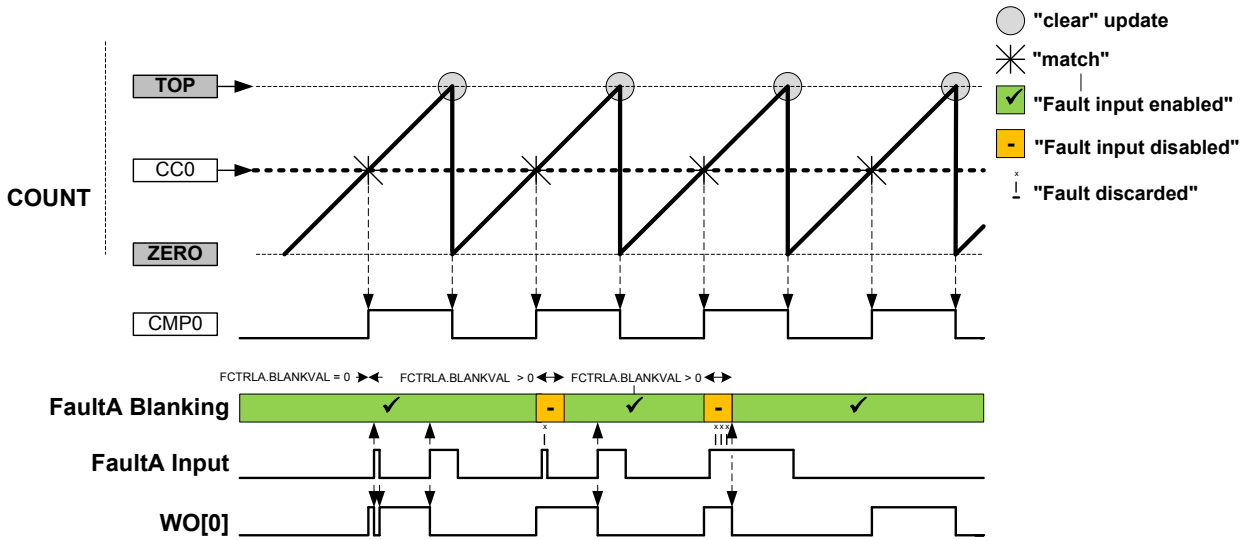 "clear" update
"match"
TOP
"Fault input enabled"
CC0
"Fault input disabled"
COUNT
"Fault discarded"
ZERO
CMP0
FCTRLA.BLANKVAL = 0
FCTRLA.BLANKVAL > 0
FCTRLA.BLANKVAL > 0
FaultA Blanking
- -
x
x x x
x
FaultA Input
WO[0]